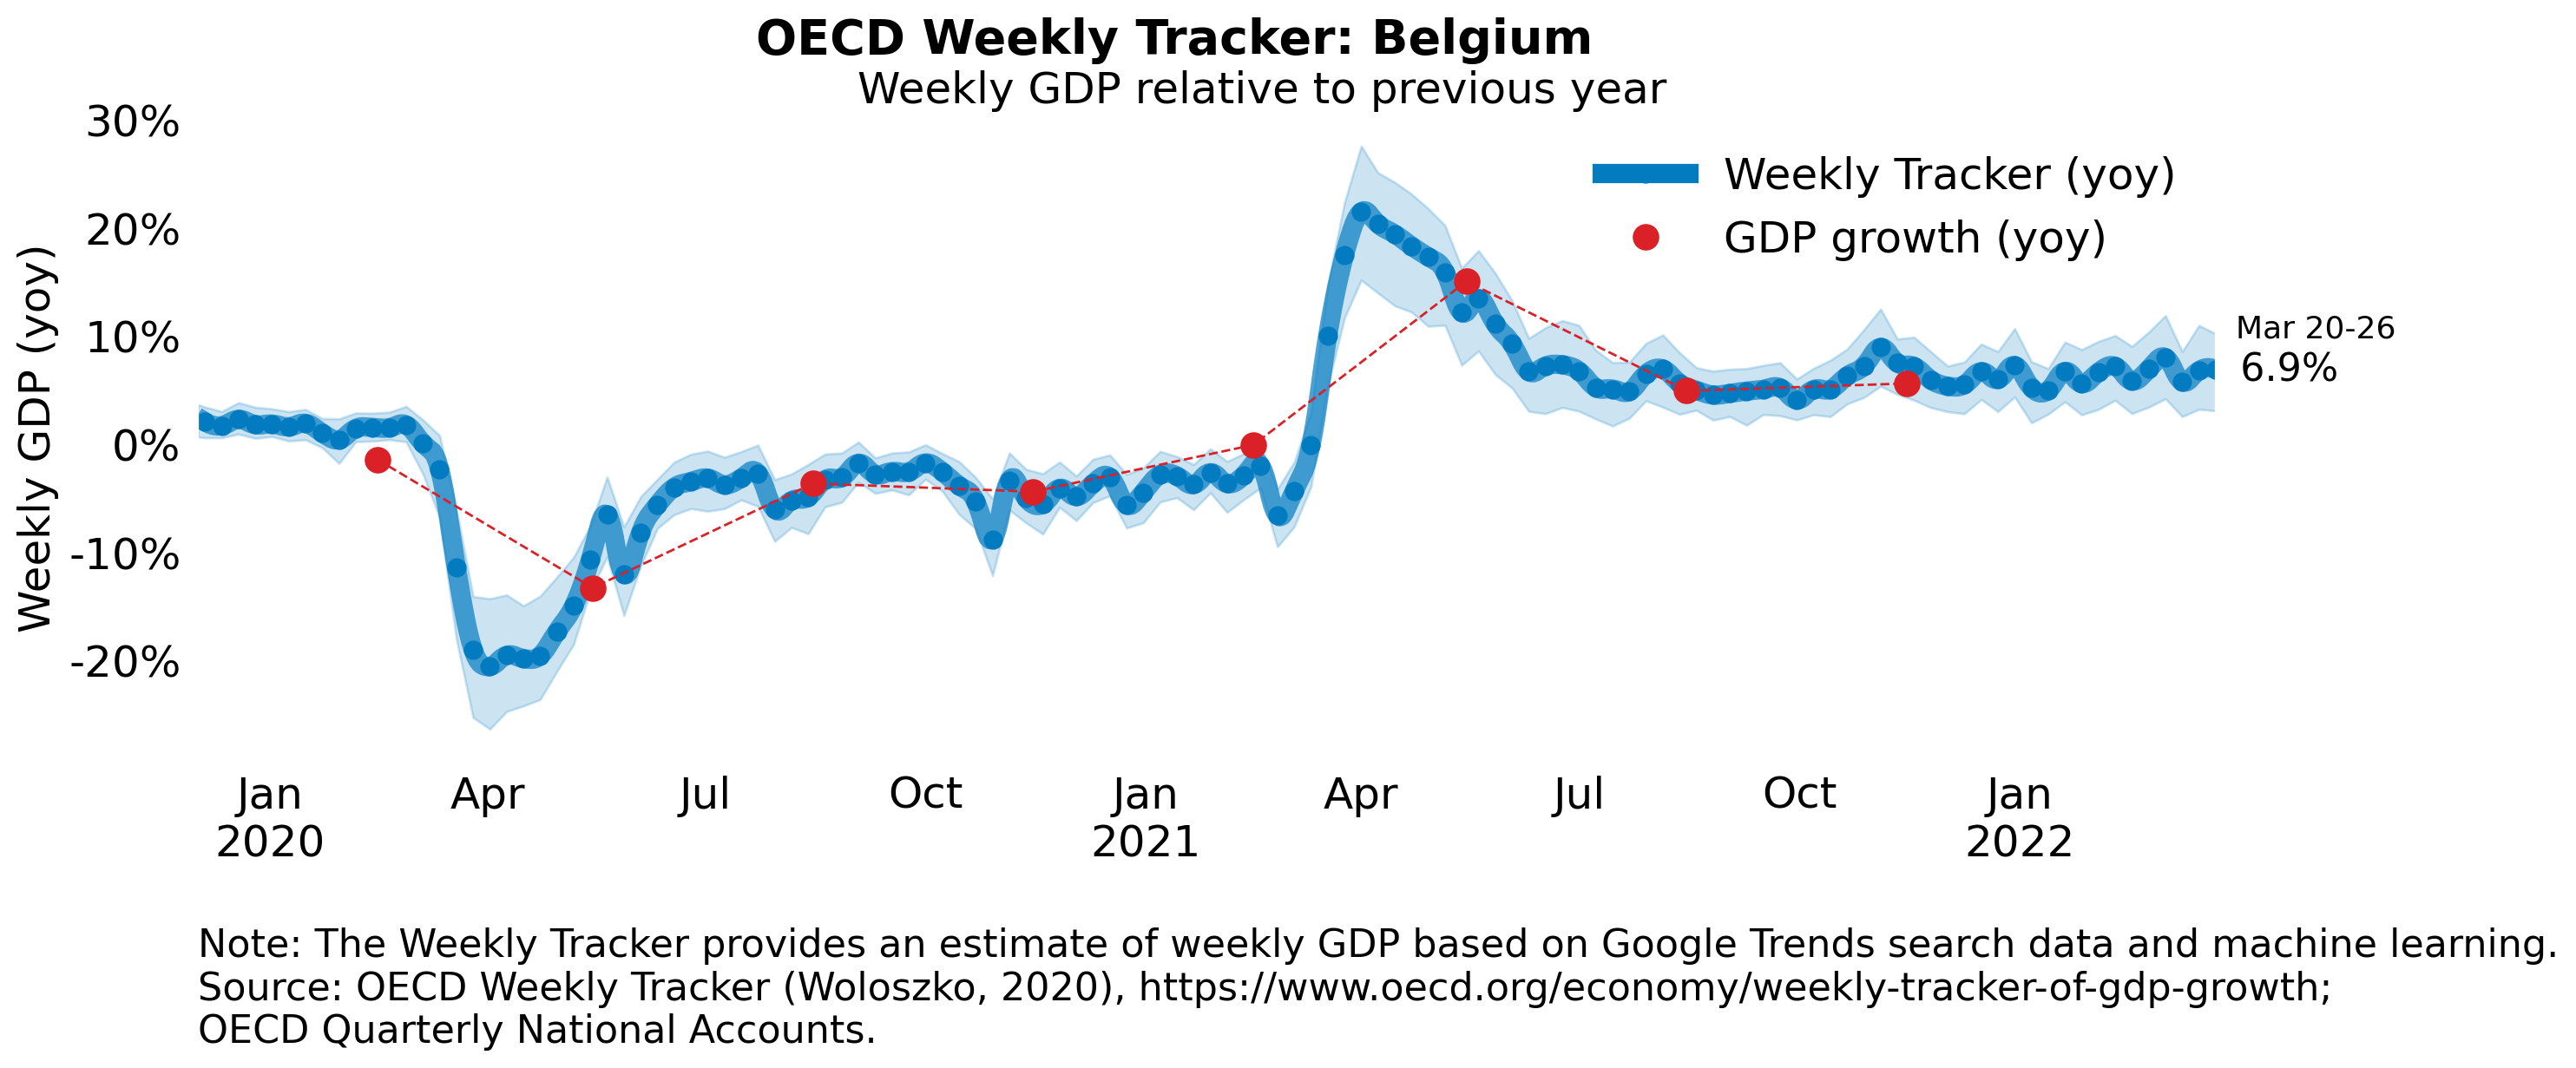 OECD Weekly Tracker: Belgium
Weekly GDP relative to previous year
Weekly GDP (yoy)
30%
20%
10%
0%
-10%
-20%
Weekly Tracker (yoy)
GDP growth (yoy)
Mar 20-26
6.9%
Jan Apr Jul Oct Jan Apr Jul Oct Jan
2020 2021 2022
Note: The Weekly Tracker provides an estimate of weekly GDP based on Google Trends search data and machine learning.
Source: OECD Weekly Tracker (Woloszko, 2020), https://www.oecd.org/economy/weekly-tracker-of-gdp-growth;
OECD Quarterly National Accounts.